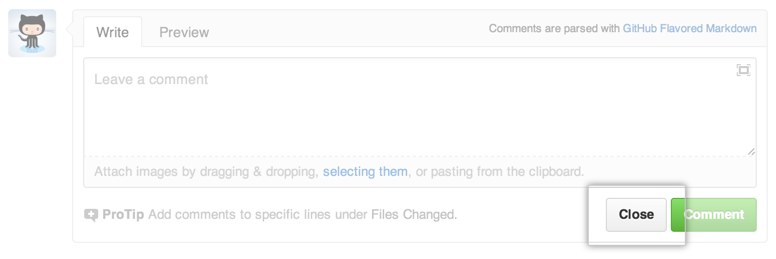 Write Preview Comments are parsed with GitHub Flavored Markdown
Leave a comment
Attach images by dragging & dropping, selecting them, or pasting from the clipboard.
ProTip Add comments to specific lines under Files Changed. Close Comment